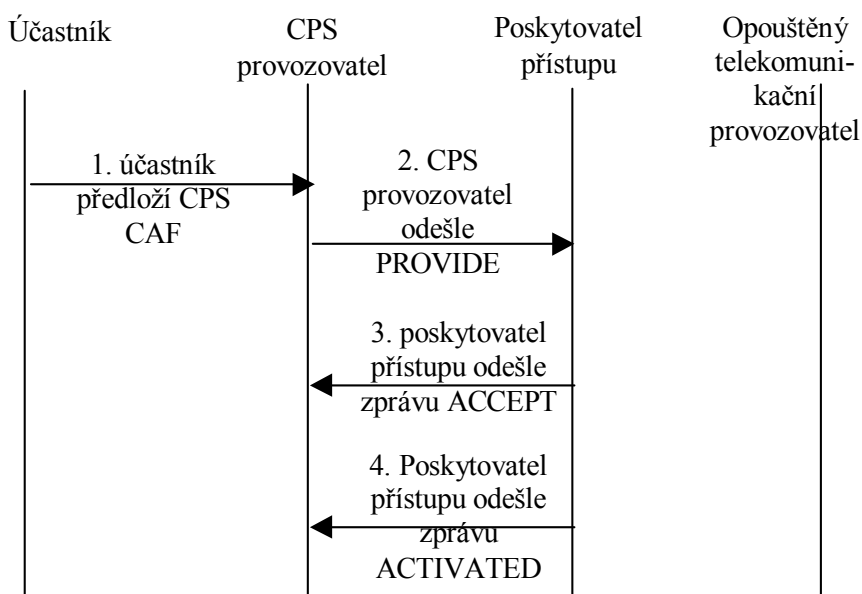 Účastník
CPS
provozovatel
Poskytovatel
přístupu
Opouštěný
telekomuni-
kační
provozovatel
1. účastník
předloží CPS
CAF
2. CPS
provozovatel
odešle
PROVIDE
3. poskytovatel
přístupu odešle
zprávu ACCEPT
4. Poskytovatel
přístupu odešle
zprávu
ACTIVATED